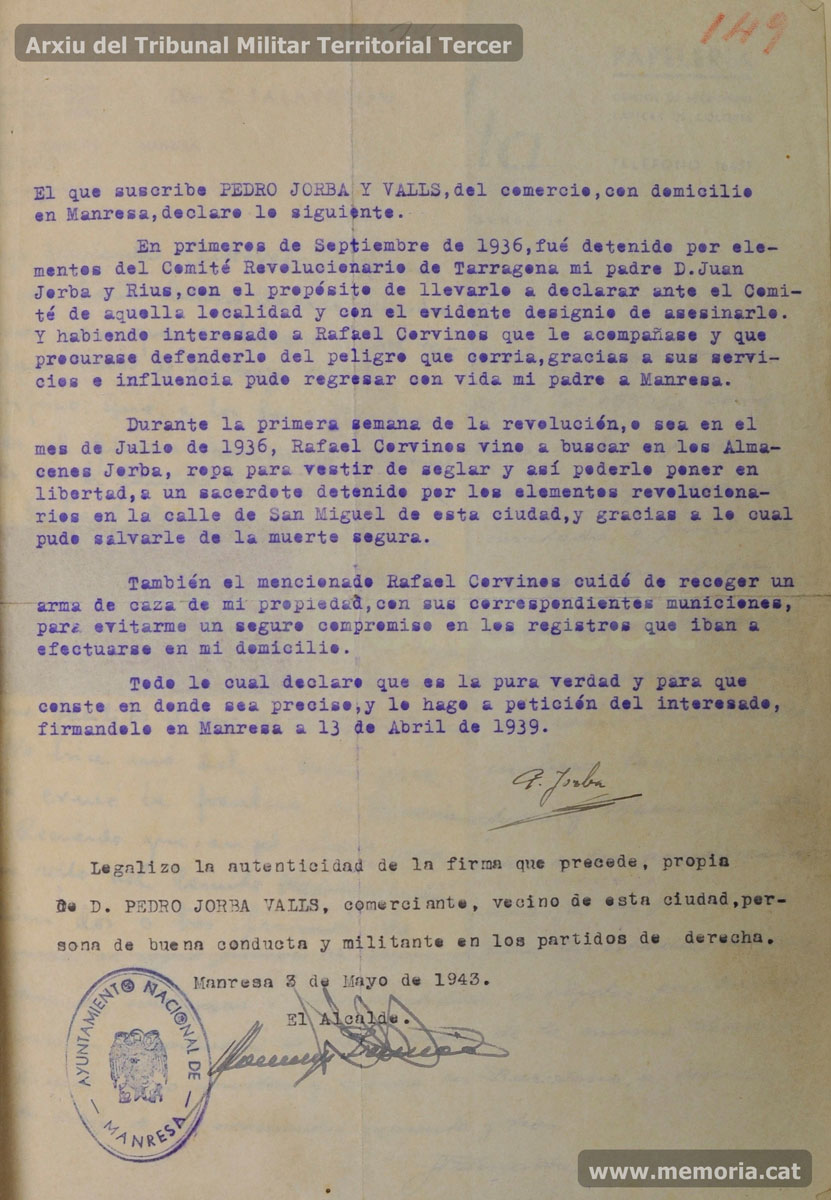 Arxiu del Tribunal Militar Territorial Tercer
149
El que suscribe PEDRO JORBA Y VALLS,del comercio,con domicilio
en Manresa,declaro lo siguiente.
En primeros de Septiembre de 1936,fué detenido por ele-
mentos del Comité Revolucionario de Tarragona mi padre D.Juan
Jorba y Rius,con el propósito de llevarlo a declarar ante el Comi-
té de aquella localidad y con el evidente designio de asesinarlo.
Y habiendo interesado a Rafael Corvinos que le acompañase y que
procurase defenderlo del peligro que corria,gracias a sus servi-
cios e influencia pudo regresar con vida mi padre a Manresa.
Durante la primera semana de la revolución,o sea en el
mes de Julio de 1936, Rafael Corvinos vino a buscar en los Alma-
cenes Jorba, ropa para vestir de seglar y así poderlo poner en
libertad,a un sacerdote detenido por los elementos revoluciona-
rios en la calle de San Miguel de esta ciudad,y gracias a lo cual
pudo salvarle de la muerte segura.
También el mencionado Rafael Corvinos cuidó de recoger un
arma de caza de mi propiedad,con sus correspondientes municiones,
para evitarme un seguro compromiso en los registros que iban a
efectuarse en mi domicilio.
Todo lo cual declaro que es la pura verdad y para que
conste en donde sea preciso,y lo hago a petición del interesado,
firmandolo en Manresa a 13 de Abril de 1939.
P. Jorba
Legalizo la autenticidad de la firma que precede, propia
de D. PEDRO JORBA VALLS, comerciante, vecino de esta ciudad,per-
sona de buena conducta y militante en los partidos de derecha.
Manresa 3 de Mayo de 1943.
El Alcalde.
AYUNTAMIENTO NACIONAL DE
- MANRESA -
www.memoria.cat